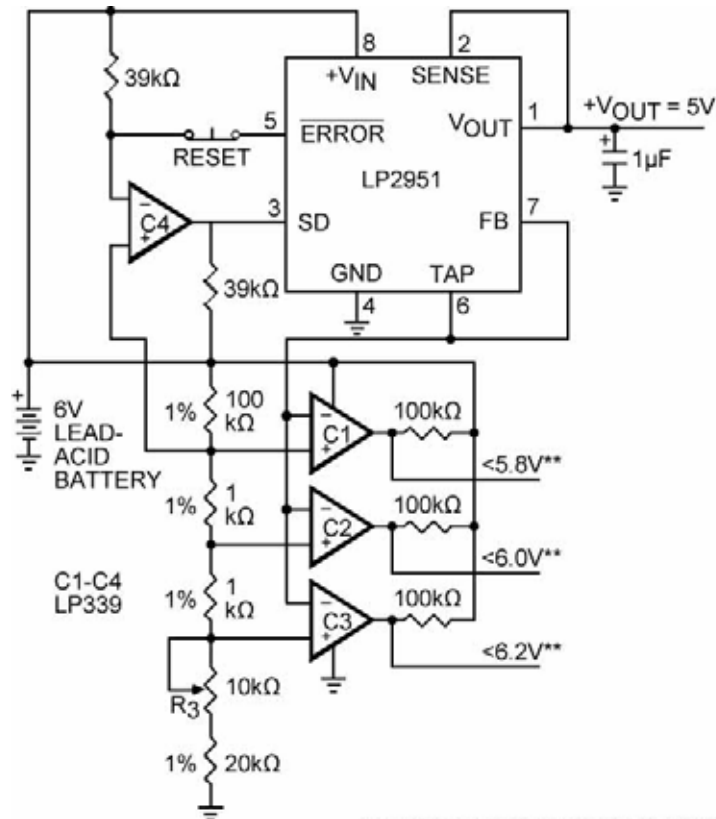 39kΩ
RESET
C4
39kΩ
8
+VIN
2
SENSE
5
ERROR
VOUT
1
+VOUT = 5V
+
1µF
LP2951
3
SD
FB
7
GND
4
TAP
6
+
6V
LEAD-
ACID
BATTERY
1%
100
kΩ
C1
100kΩ
<5.8V**
1%
1
kΩ
C2
100kΩ
<6.0V**
C1-C4
LP339
1%
1
kΩ
C3
100kΩ
<6.2V**
R3
10kΩ
1%
20kΩ